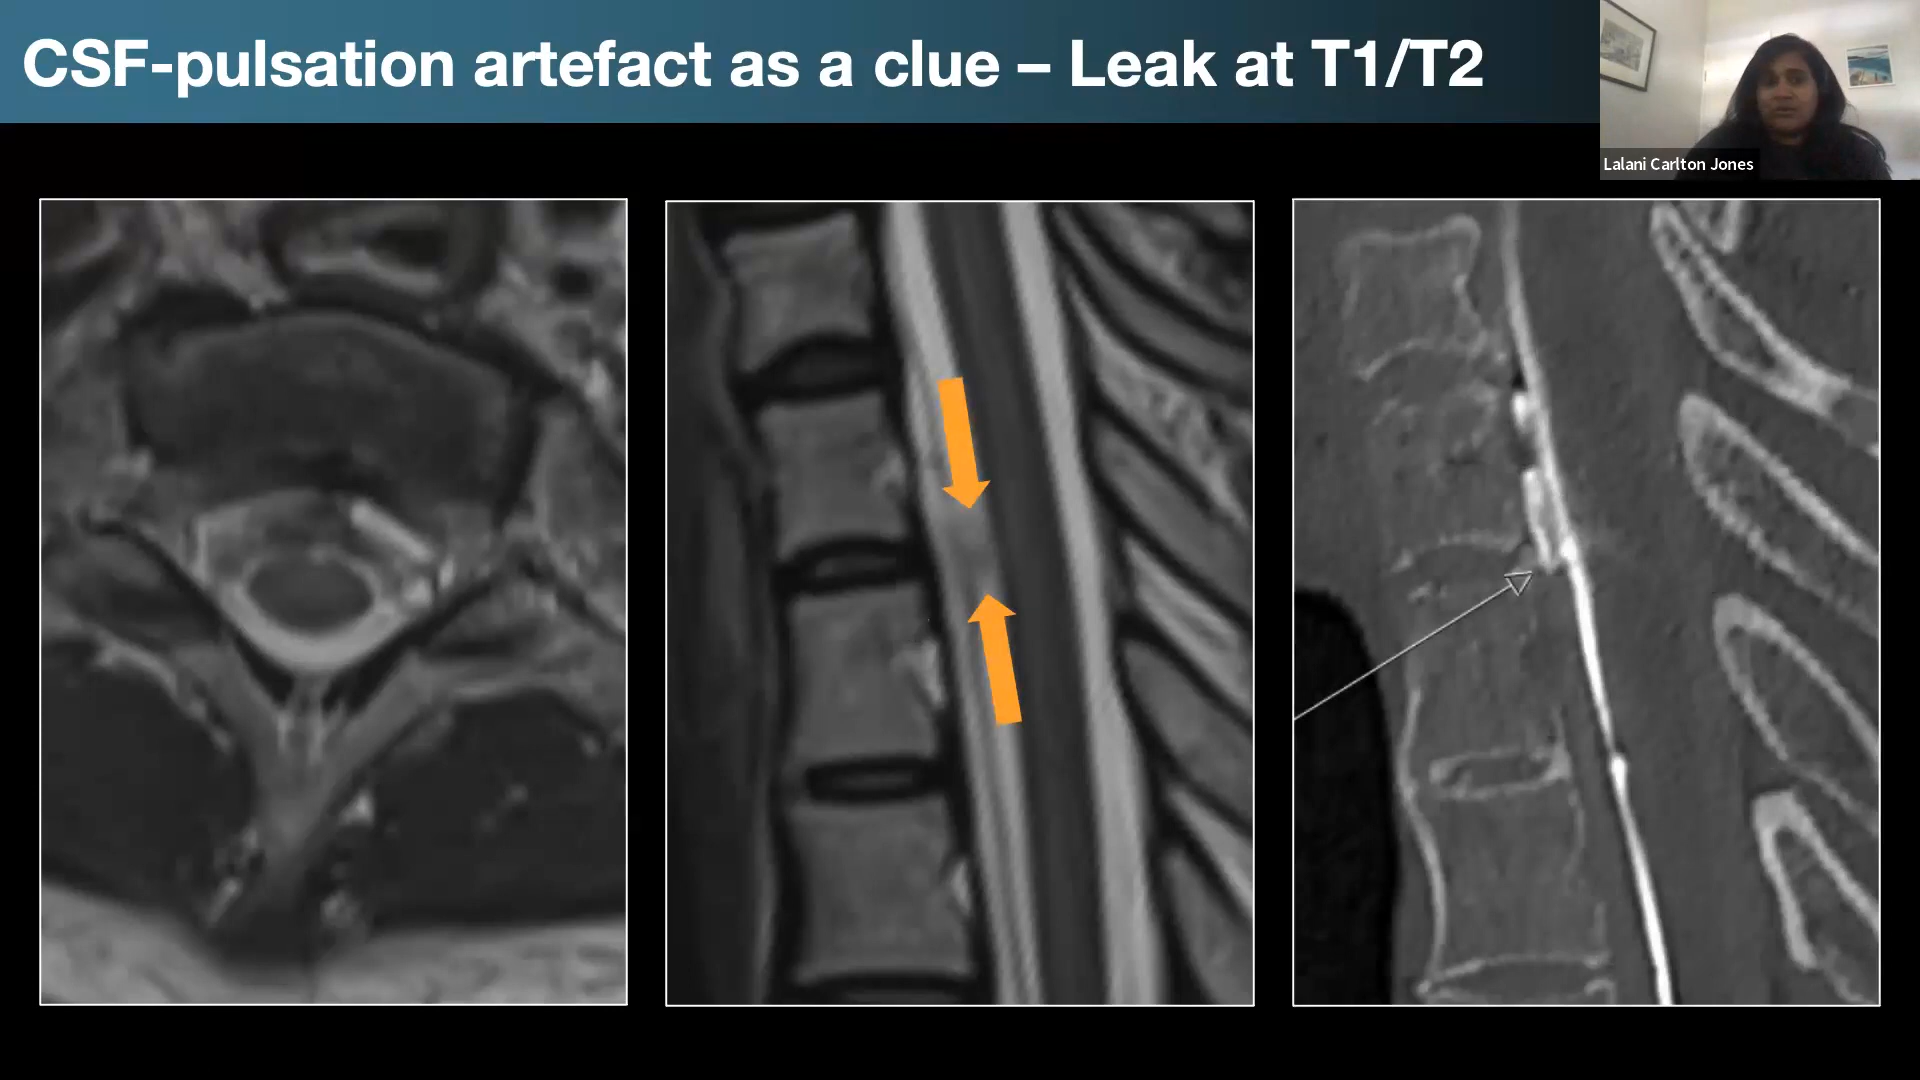 CSF-pulsation artefact as a clue – Leak at T1/T2
Lalani Carlton Jones